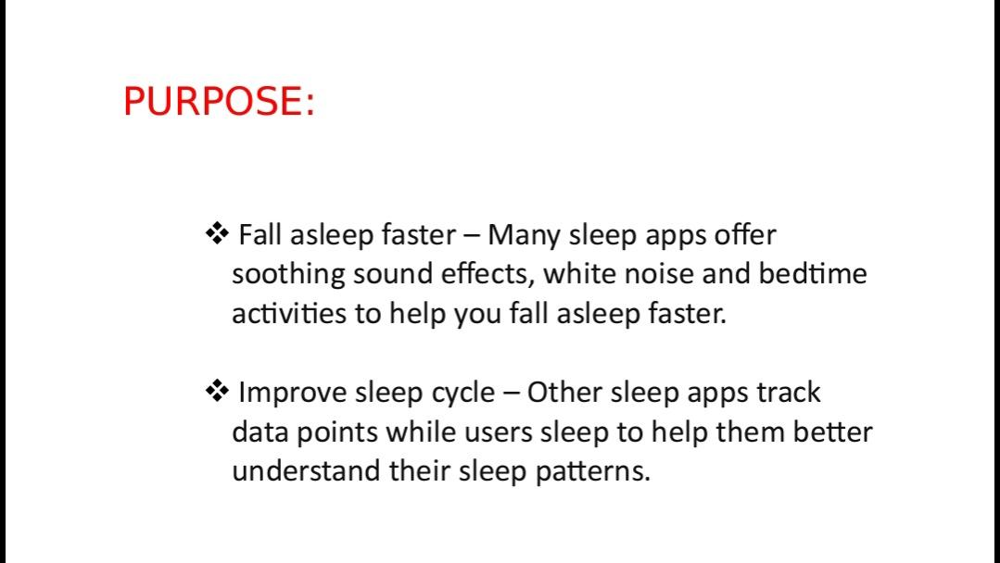 PURPOSE:
❖ Fall asleep faster – Many sleep apps offer
soothing sound effects, white noise and bedtime
activities to help you fall asleep faster.
❖ Improve sleep cycle – Other sleep apps track
data points while users sleep to help them better
understand their sleep patterns.